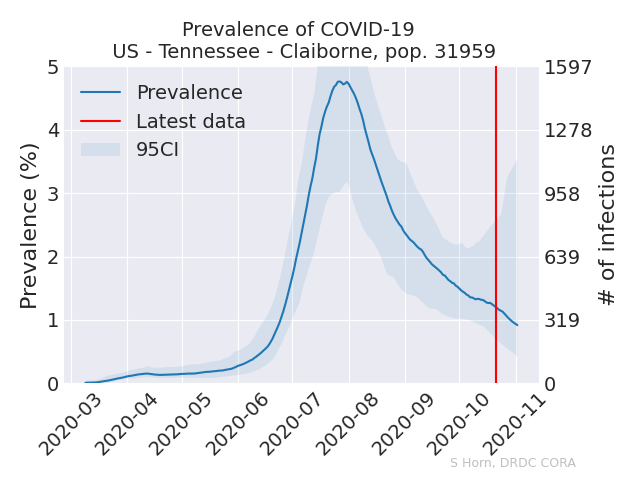 Prevalence of COVID-19
US - Tennessee - Claiborne, pop. 31959
Prevalence
Latest data
95CI
Prevalence (%)
5
4
3
2
1
0
1597
1278
958
639
319
0
# of infections
2020-03
2020-04
2020-05
2020-06
2020-07
2020-08
2020-09
2020-10
2020-11
S Horn, DRDC CORA